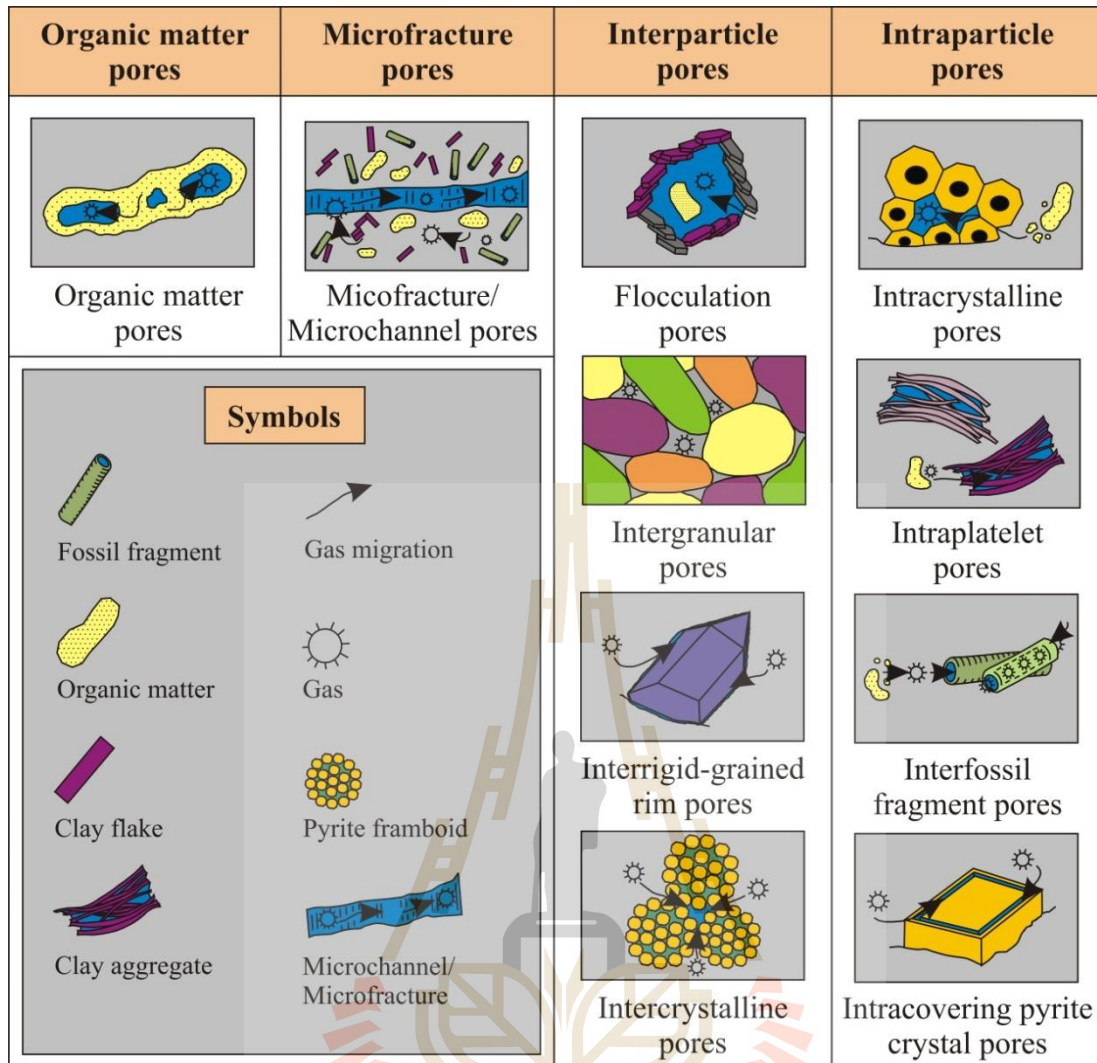 Organic matter
pores
Microfracture
pores
Interparticle
pores
Intraparticle
pores
Organic matter
pores
Micofracture/
Microchannel pores
Flocculation
pores
Intracrystalline
pores
Symbols
Fossil fragment
Gas migration
Organic matter
Gas
Clay flake
Pyrite framboid
Clay aggregate
Microchannel/
Microfracture
Intergranular
pores
Intraplatelet
pores
Interrigid-grained
rim pores
Interfossil
fragment pores
Intercrystalline
pores
Intracovering pyrite
crystal pores